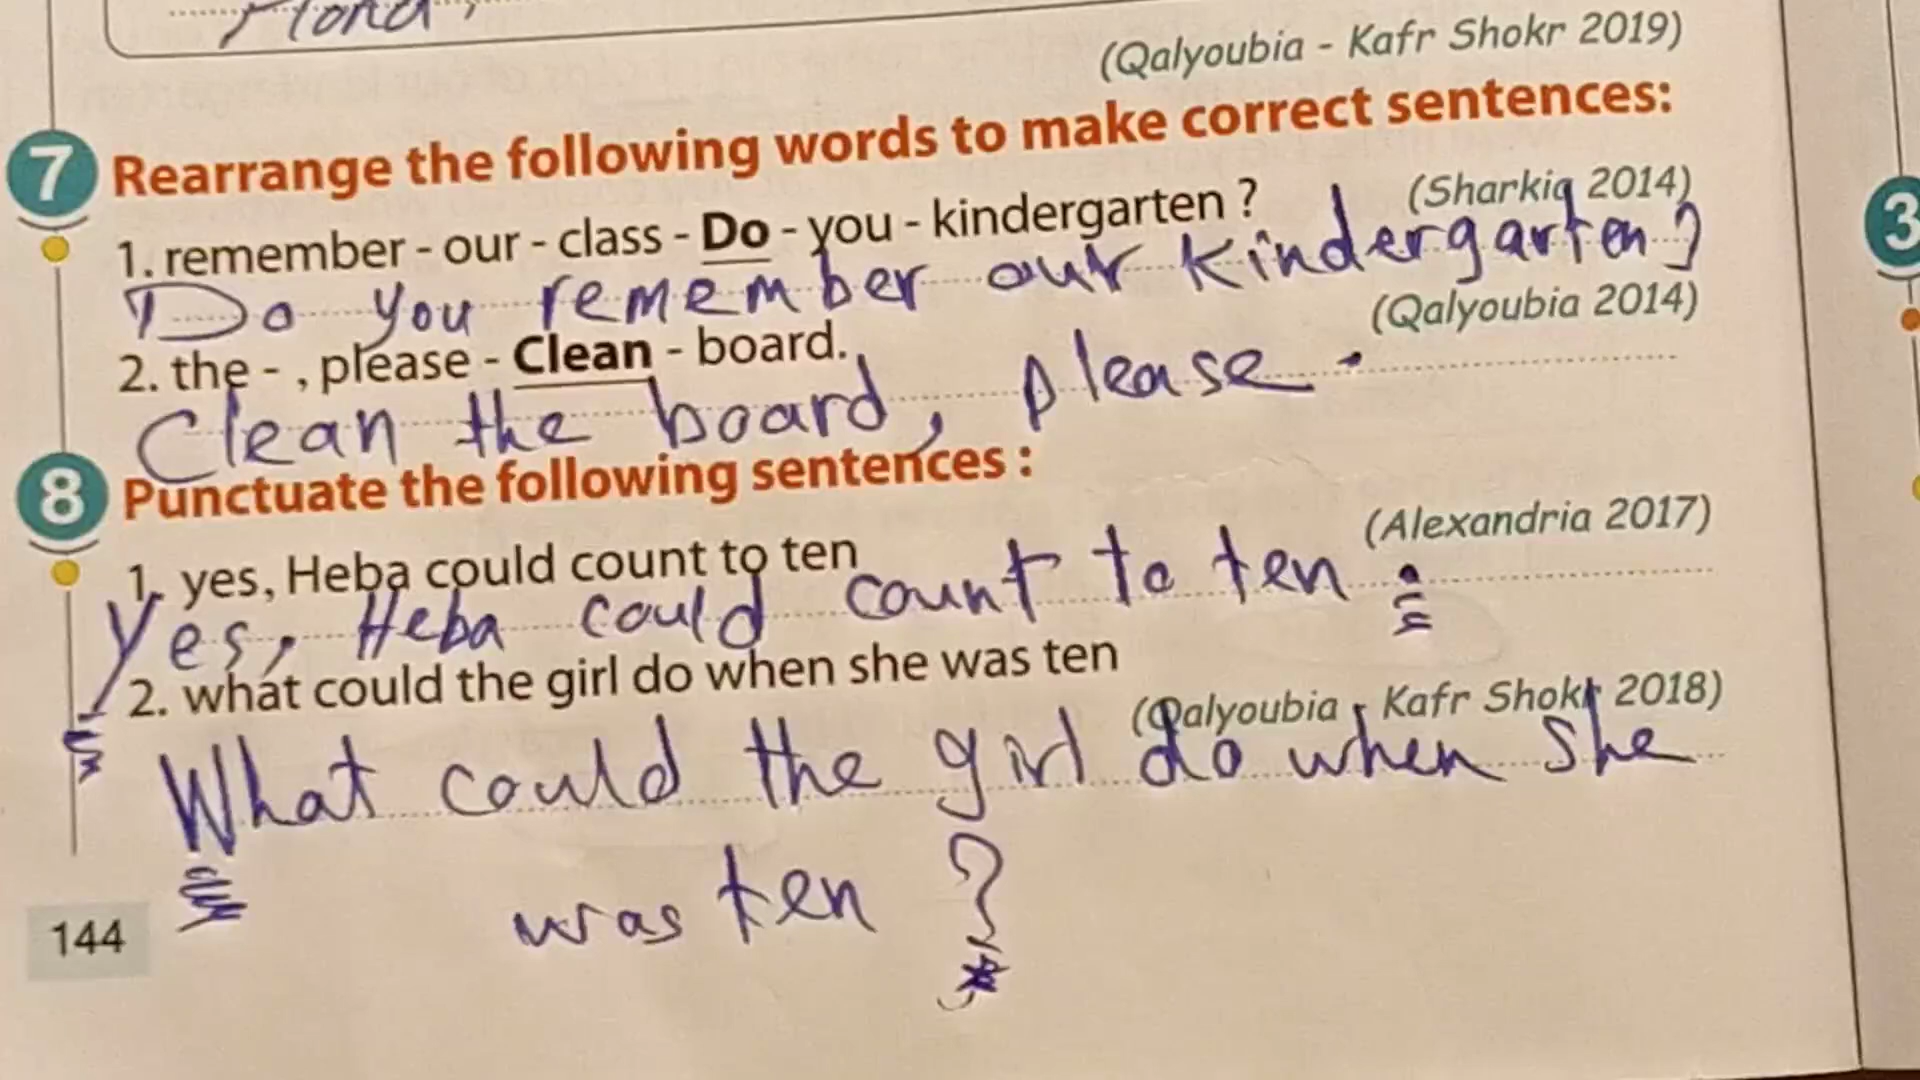 (Qalyoubia - Kafr Shokr 2019)
7 Rearrange the following words to make correct sentences:
(Sharkia 2014)
1. remember - our - class - Do - you - kindergarten ?
Do you remember our kindergarten?
(Qalyoubia 2014)
2. the - , please - Clean - board.
Clean the board, please.
8 Punctuate the following sentences :
(Alexandria 2017)
1. yes, Heba could count to ten
Yes, Heba could count to ten.
2. what could the girl do when she was ten
(Qalyoubia - Kafr Shokr 2018)
What could the girl do when she
was ten?
144
3